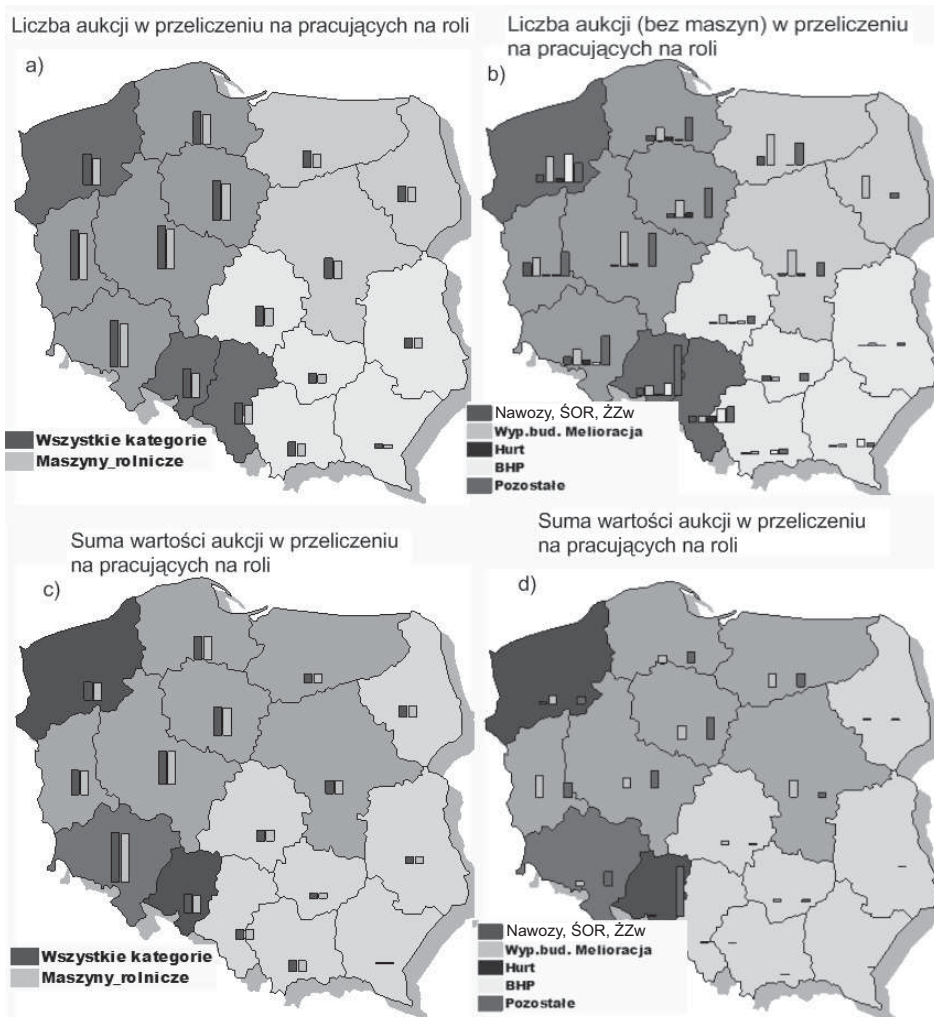 Liczba aukcji w przeliczeniu na pracujących na roli
a)
Wszystkie kategorie
Maszyny_rolnicze
Liczba aukcji (bez maszyn) w przeliczeniu
na pracujących na roli
b)
Nawozy, ŚOR, ŻZw
Wyp.bud. Melioracja
Hurt
BHP
Pozostałe
Suma wartości aukcji w przeliczeniu
na pracujących na roli
c)
Wszystkie kategorie
Maszyny_rolnicze
Suma wartości aukcji w przeliczeniu
na pracujących na roli
d)
Nawozy, ŚOR, ŻZw
Wyp.bud. Melioracja
Hurt
BHP
Pozostałe